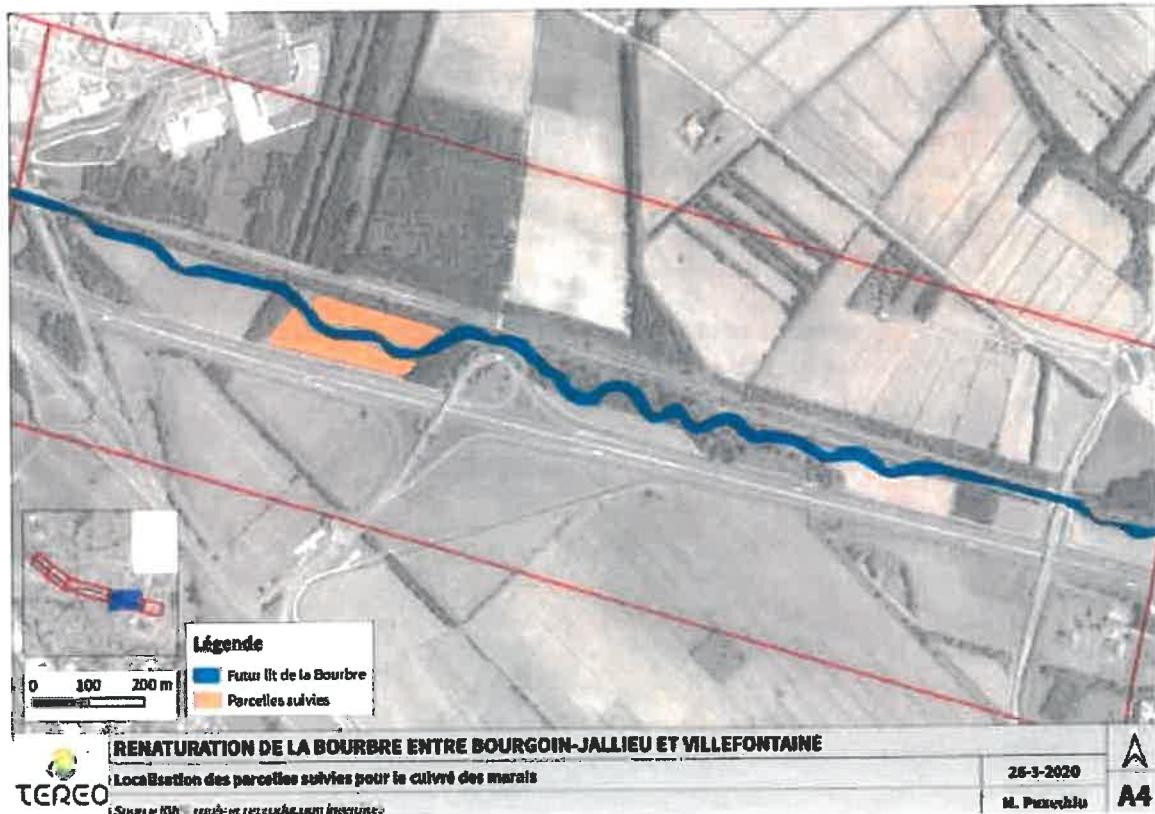 Légende
Futur lit de la Bourbre
Parcelles suivies
0 100 200 m
RENATURATION DE LA BOURBRE ENTRE BOURGOIN-JALLIEU ET VILLEFONTAINE
Localisation des parcelles suivies pour le cuivré des marais
26-3-2020
A4
TEREO